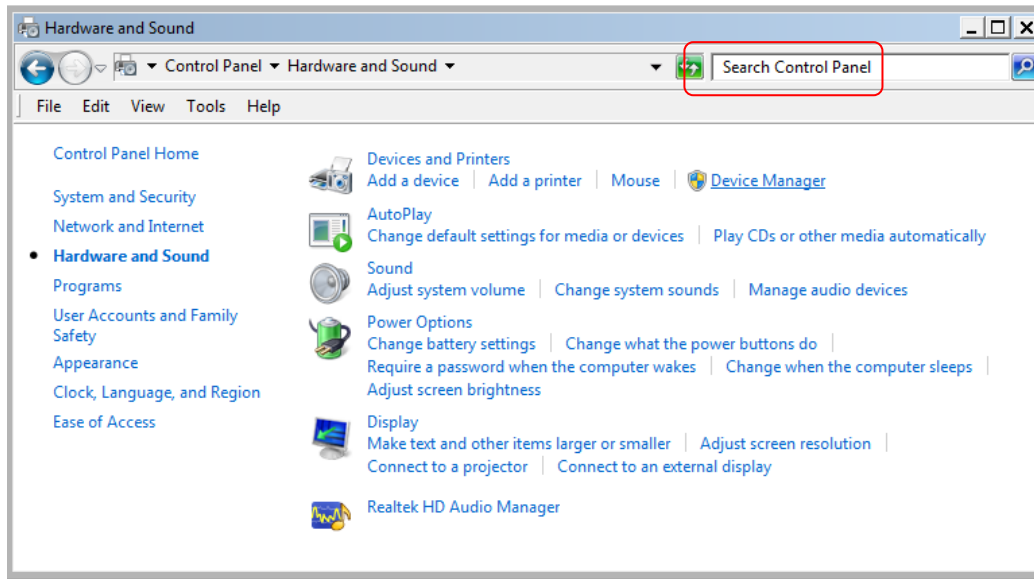 Hardware and Sound
Control Panel Hardware and Sound Search Control Panel
File Edit View Tools Help
Control Panel Home
System and Security
Network and Internet
Hardware and Sound
Programs
User Accounts and Family
Safety
Appearance
Clock, Language, and Region
Ease of Access
Devices and Printers
Add a device Add a printer Mouse Device Manager
AutoPlay
Change default settings for media or devices Play CDs or other media automatically
Sound
Adjust system volume Change system sounds Manage audio devices
Power Options
Change battery settings Change what the power buttons do
Require a password when the computer wakes Change when the computer sleeps
Adjust screen brightness
Display
Make text and other items larger or smaller Adjust screen resolution
Connect to a projector Connect to an external display
Realtek HD Audio Manager